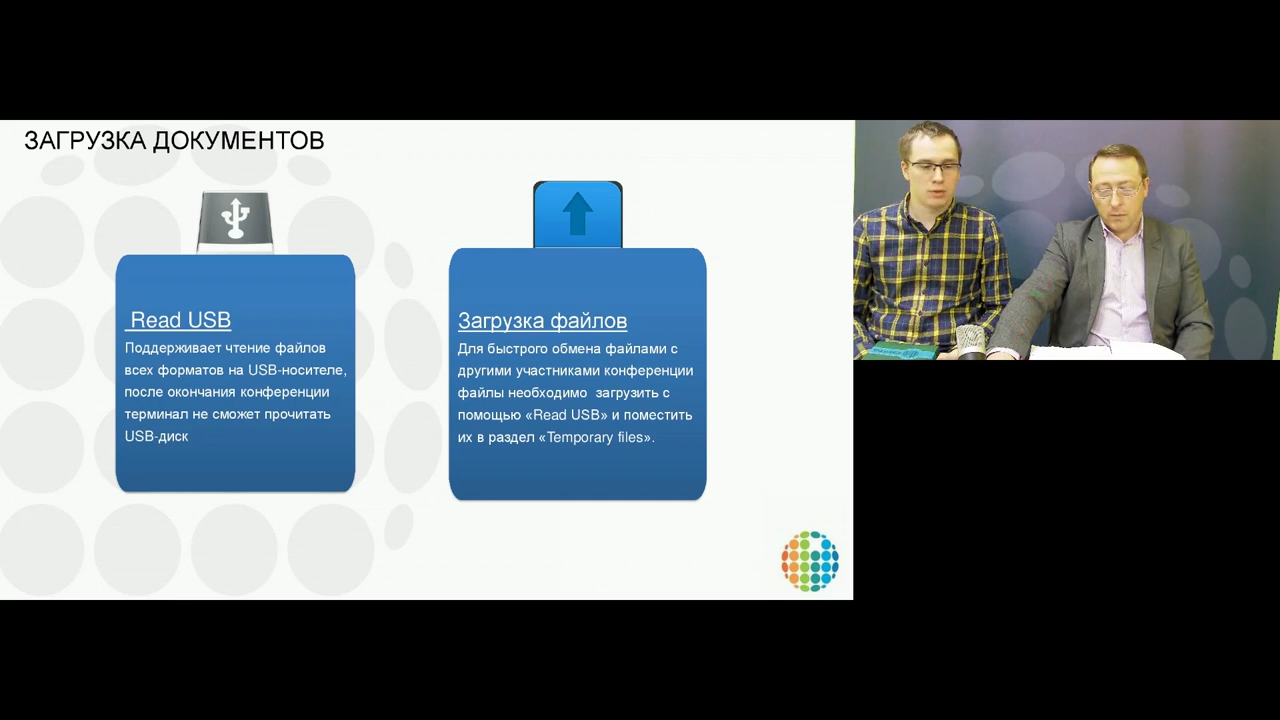 ЗАГРУЗКА ДОКУМЕНТОВ
Read USB
Поддерживает чтение файлов
всех форматов на USB-носителе,
после окончания конференции
терминал не сможет прочитать
USB-диск
Загрузка файлов
Для быстрого обмена файлами с
другими участниками конференции
файлы необходимо загрузить с
помощью «Read USB» и поместить
их в раздел «Temporary files».